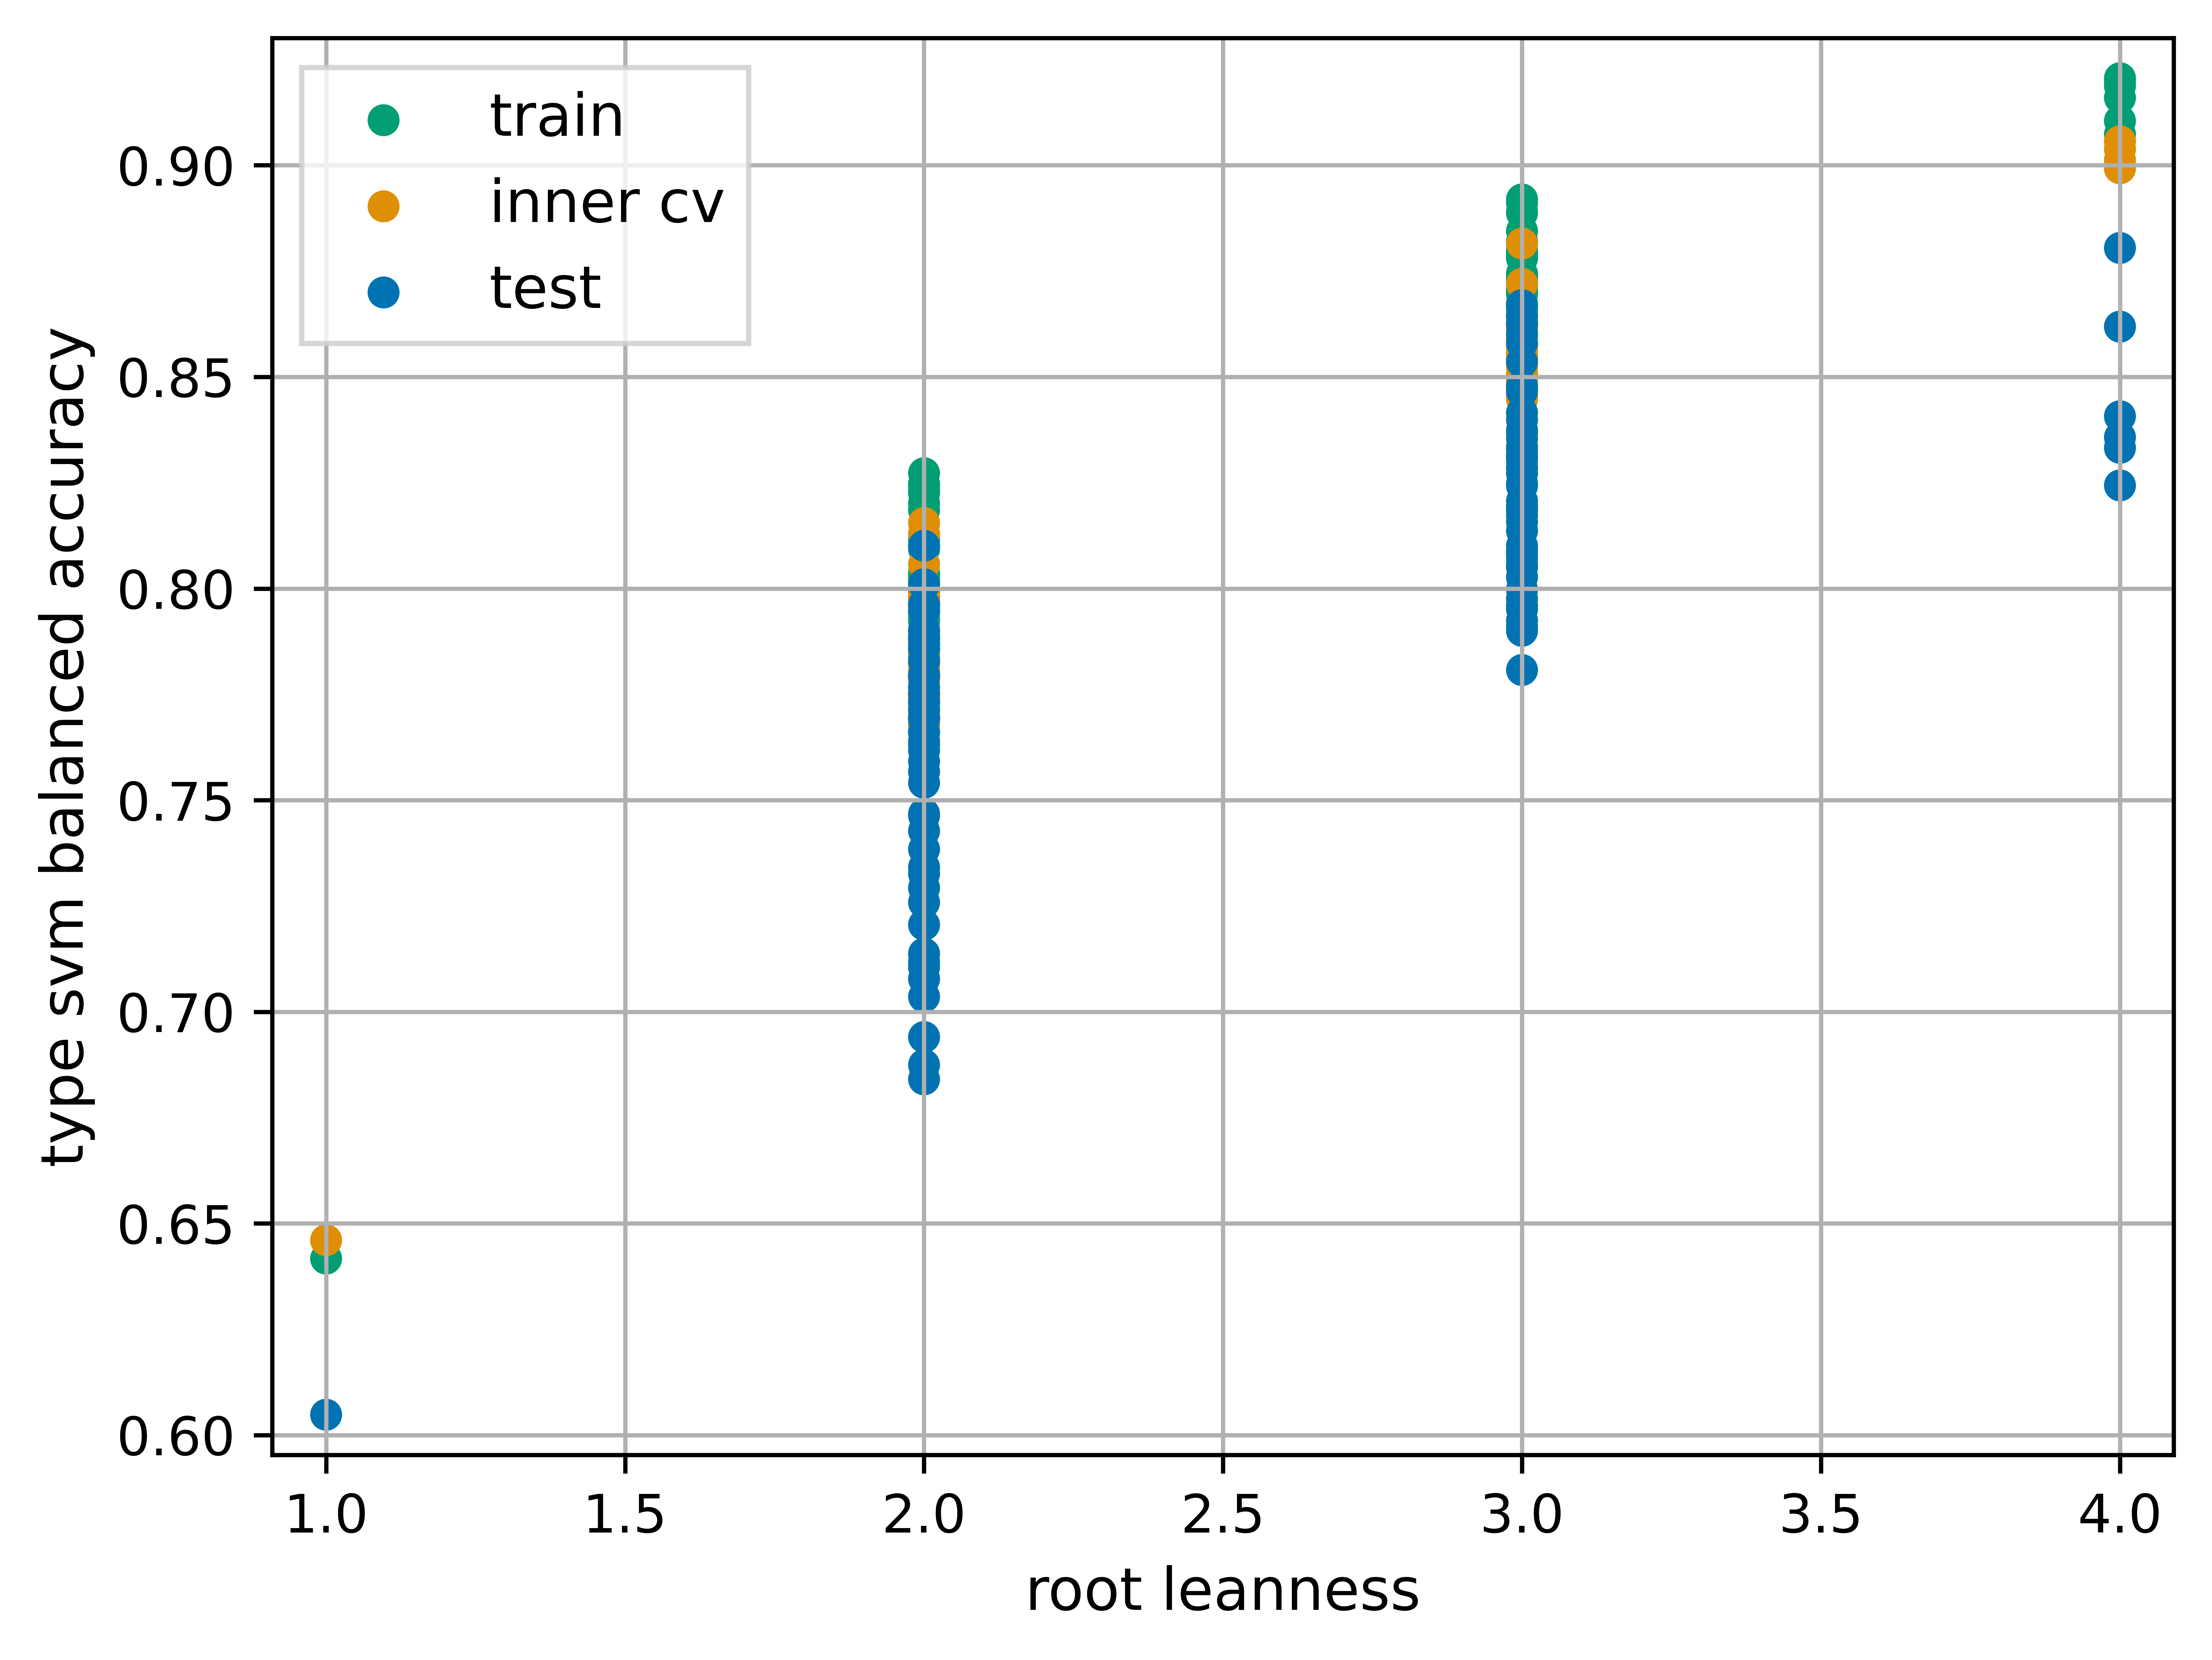 train
inner cv
test
0.90
0.85
0.80
0.75
0.70
0.65
0.60
type svm balanced accuracy
1.0 1.5 2.0 2.5 3.0 3.5 4.0
root leanness